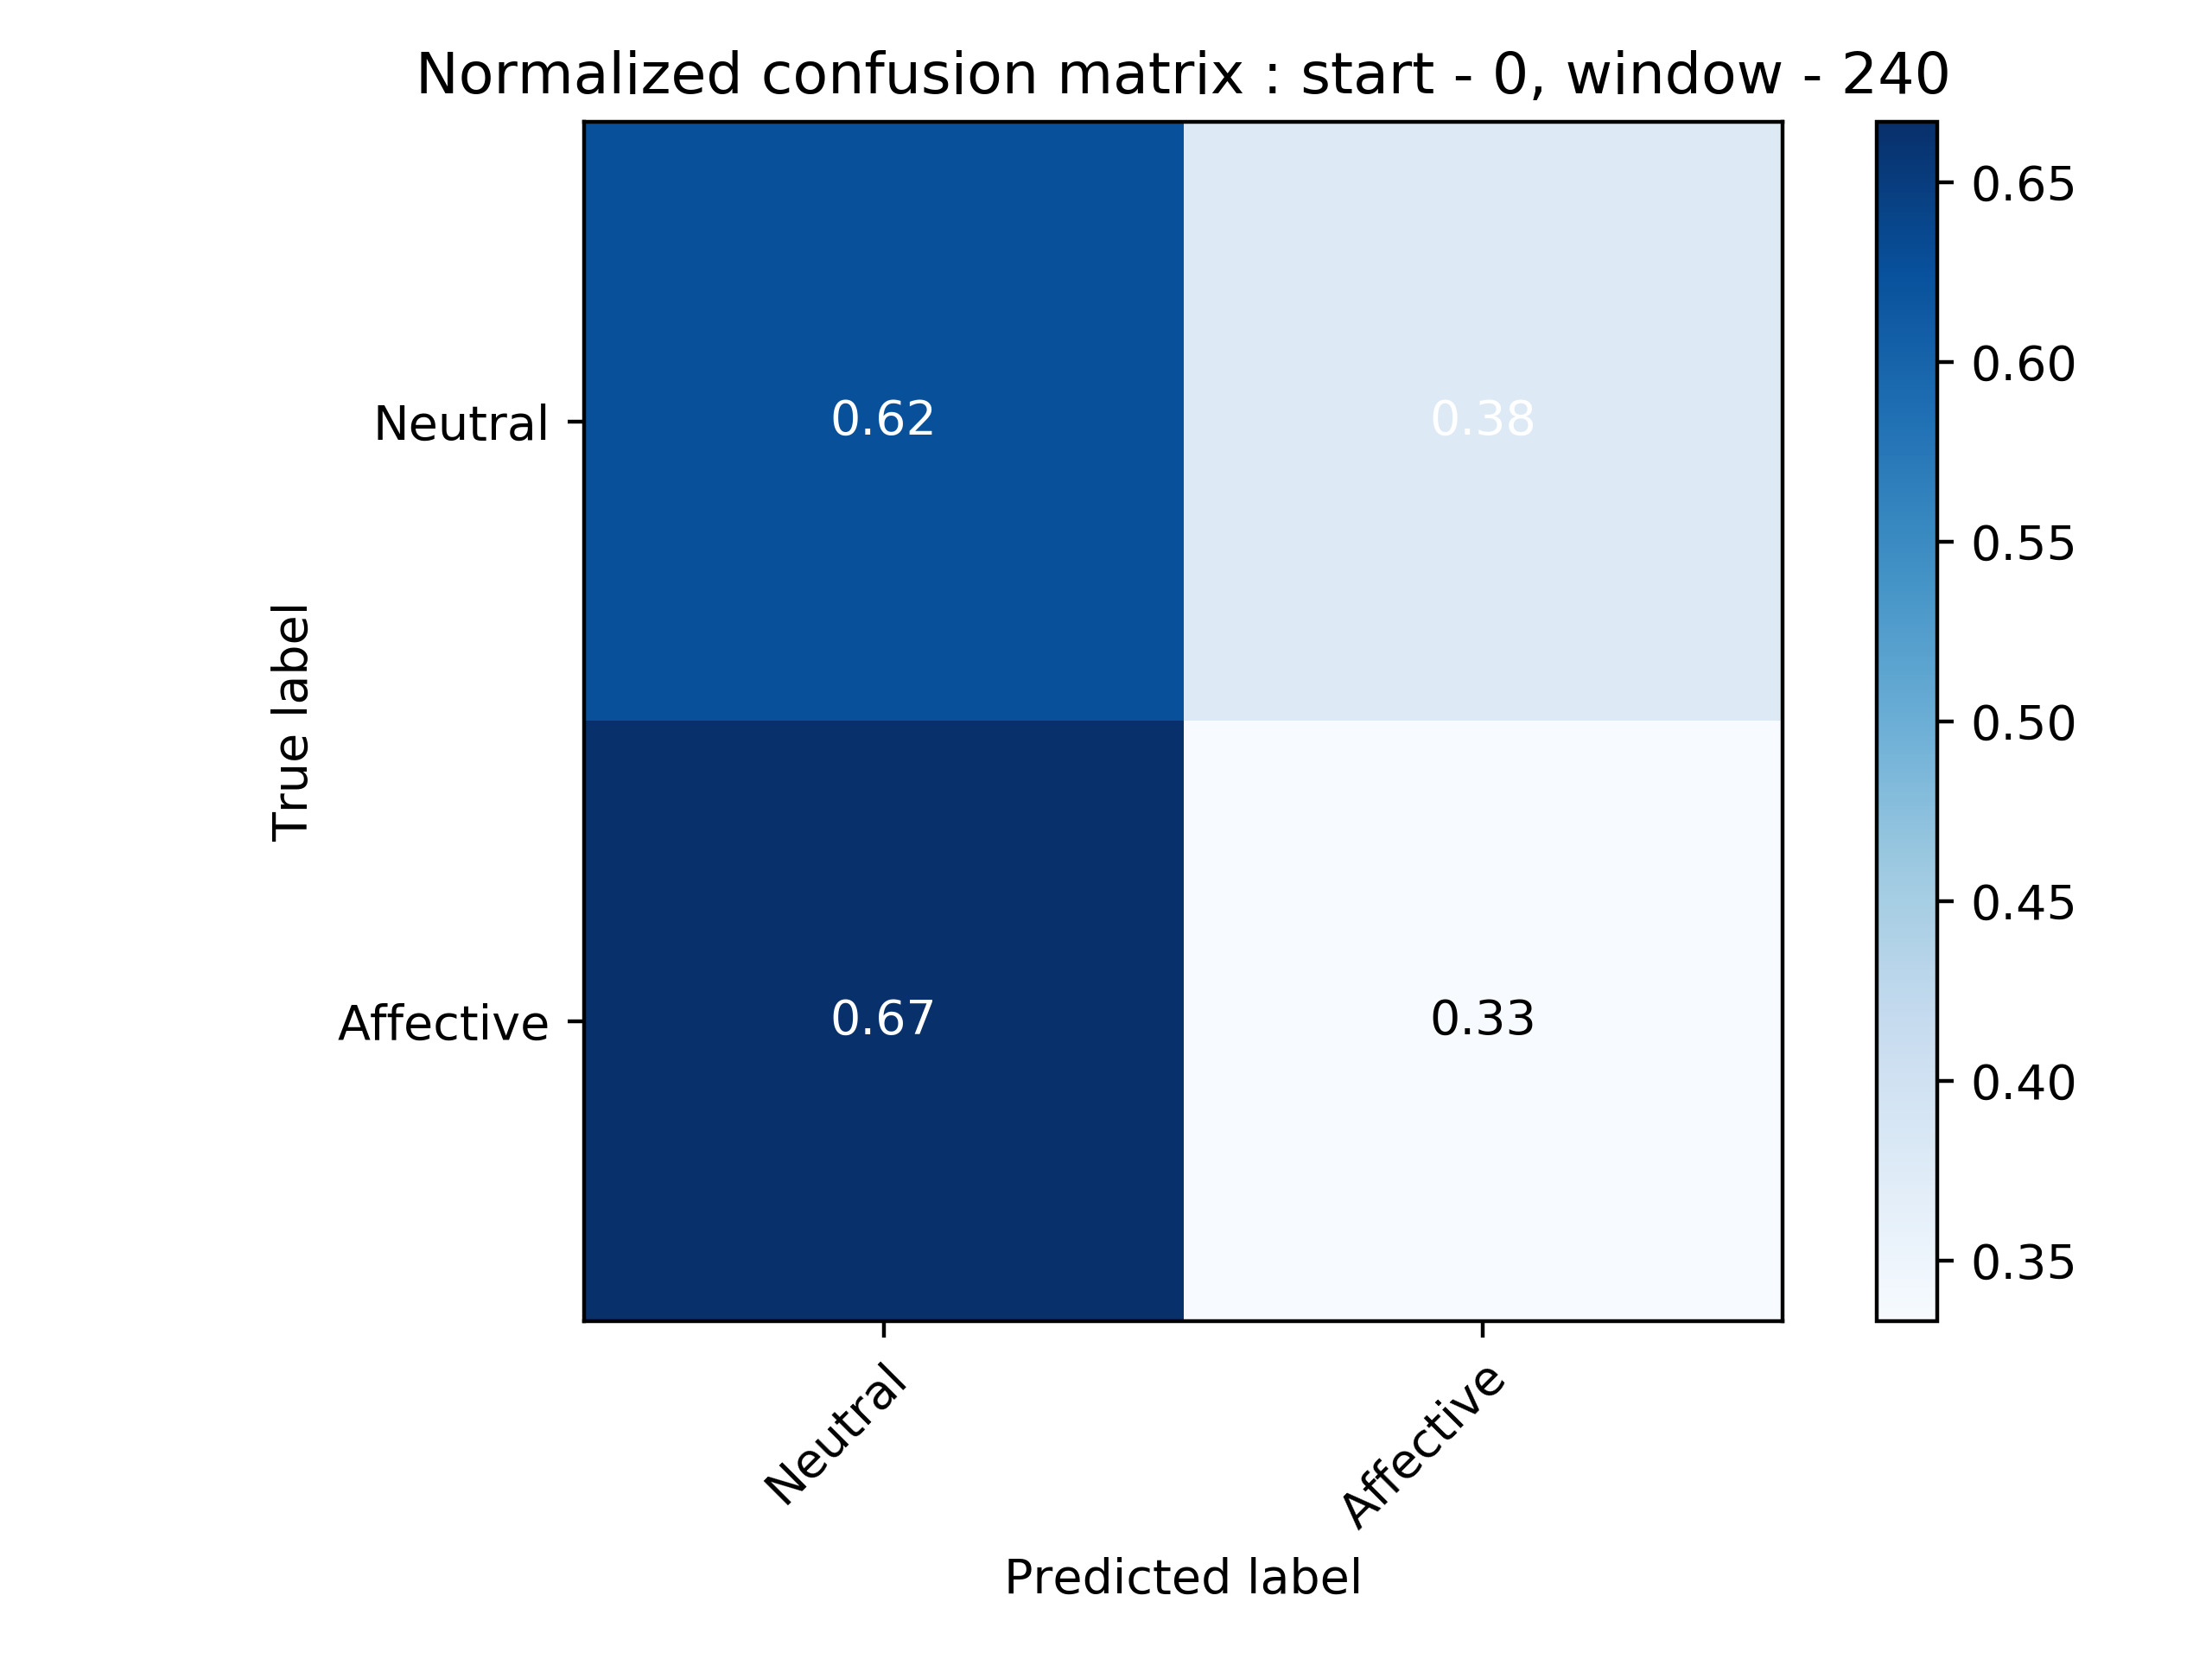 Normalized confusion matrix : start - 0, window - 240
True label
Neutral
0.62
0.38
Affective
0.67
0.33
Neutral
Affective
Predicted label
0.65
0.60
0.55
0.50
0.45
0.40
0.35